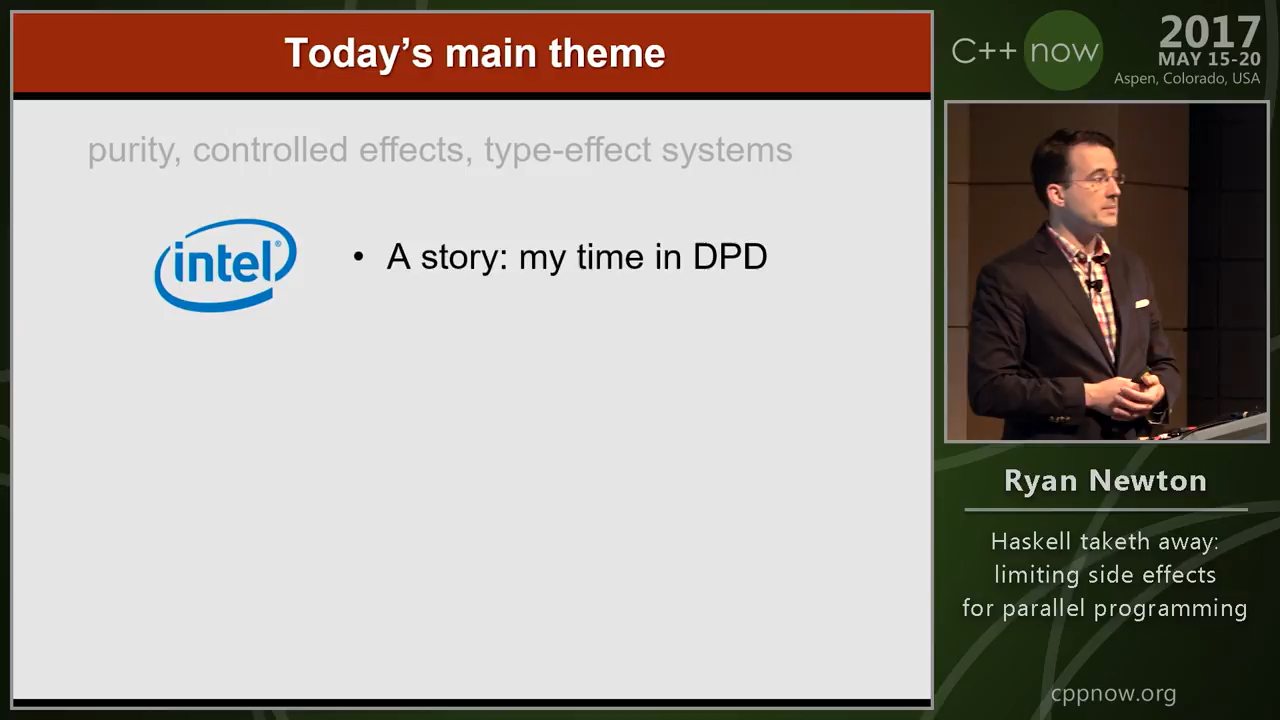 Today's main theme
purity, controlled effects, type-effect systems
intel®
• A story: my time in DPD
C++ now
2017
MAY 15-20
Aspen, Colorado, USA
Ryan Newton
Haskell taketh away:
limiting side effects
for parallel programming
cppnow.org